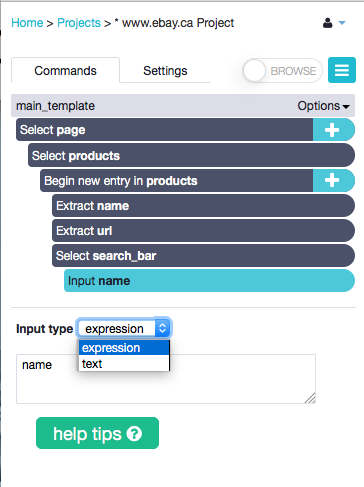 Home > Projects > * www.ebay.ca Project
Commands Settings BROWSE
main_template Options
Select page
Select products
Begin new entry in products
Extract name
Extract url
Select search_bar
Input name
Input type expression
expression
text
name
help tips